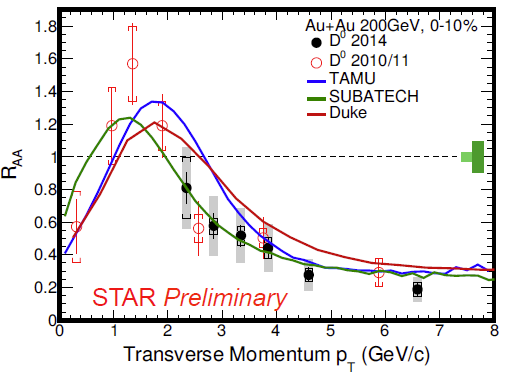 Au+Au 200GeV, 0-10%
D⁰ 2014
D⁰ 2010/11
TAMU
SUBATECH
Duke
1.8
1.6
1.4
1.2
1
0.8
0.6
0.4
0.2
0
R_AA
STAR Preliminary
0 1 2 3 4 5 6 7 8
Transverse Momentum p_T (GeV/c)